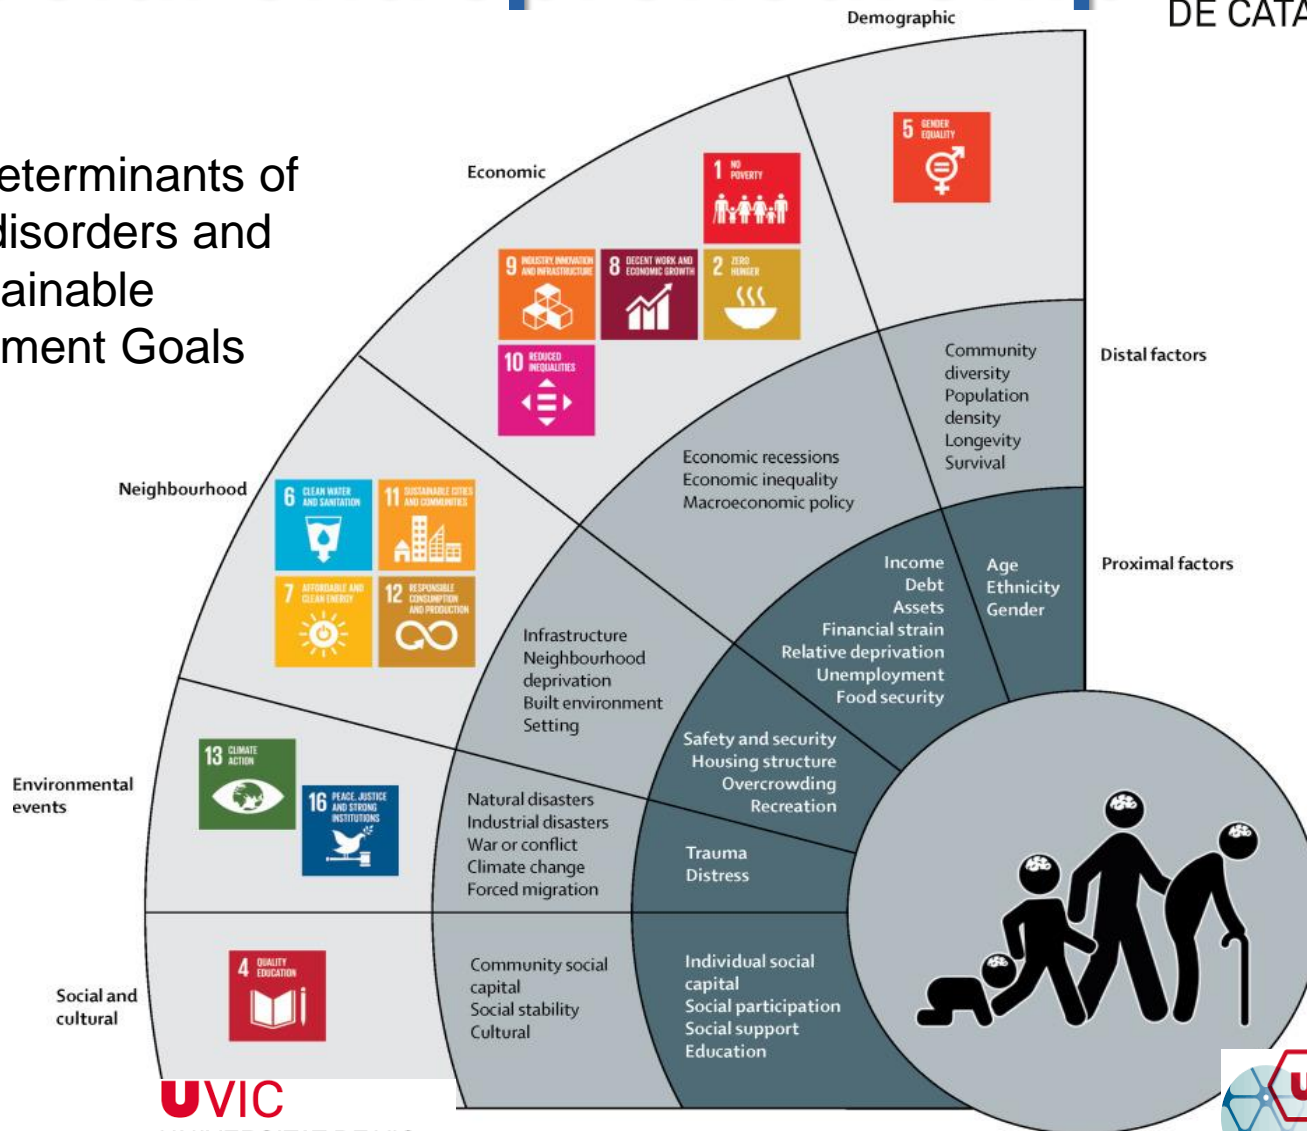 DE CATA
Demographic
eterminants of
disorders and
tainable
ment Goals
Economic
5 GENDER
EQUALITY
1 NO
POVERTY
9 INDUSTRY, INNOVATION
AND INFRASTRUCTURE
8 DECENT WORK AND
ECONOMIC GROWTH
2 ZERO
HUNGER
10 REDUCED
INEQUALITIES
Community
diversity
Population
density
Longevity
Survival
Distal factors
Economic recessions
Economic inequality
Macroeconomic policy
Neighbourhood
6 CLEAN WATER
AND SANITATION
11 SUSTAINABLE CITIES
AND COMMUNITIES
7 AFFORDABLE AND
CLEAN ENERGY
12 RESPONSIBLE
CONSUMPTION
AND PRODUCTION
Income
Debt
Assets
Financial strain
Relative deprivation
Unemployment
Food security
Age
Ethnicity
Gender
Proximal factors
Infrastructure
Neighbourhood
deprivation
Built environment
Setting
Safety and security
Housing structure
Overcrowding
Recreation
Environmental
events
13 CLIMATE
ACTION
16 PEACE, JUSTICE
AND STRONG
INSTITUTIONS
Natural disasters
Industrial disasters
War or conflict
Climate change
Forced migration
Trauma
Distress
Social and
cultural
4 QUALITY
EDUCATION
Community social
capital
Social stability
Cultural
Individual social
capital
Social participation
Social support
Education
UVIC
U